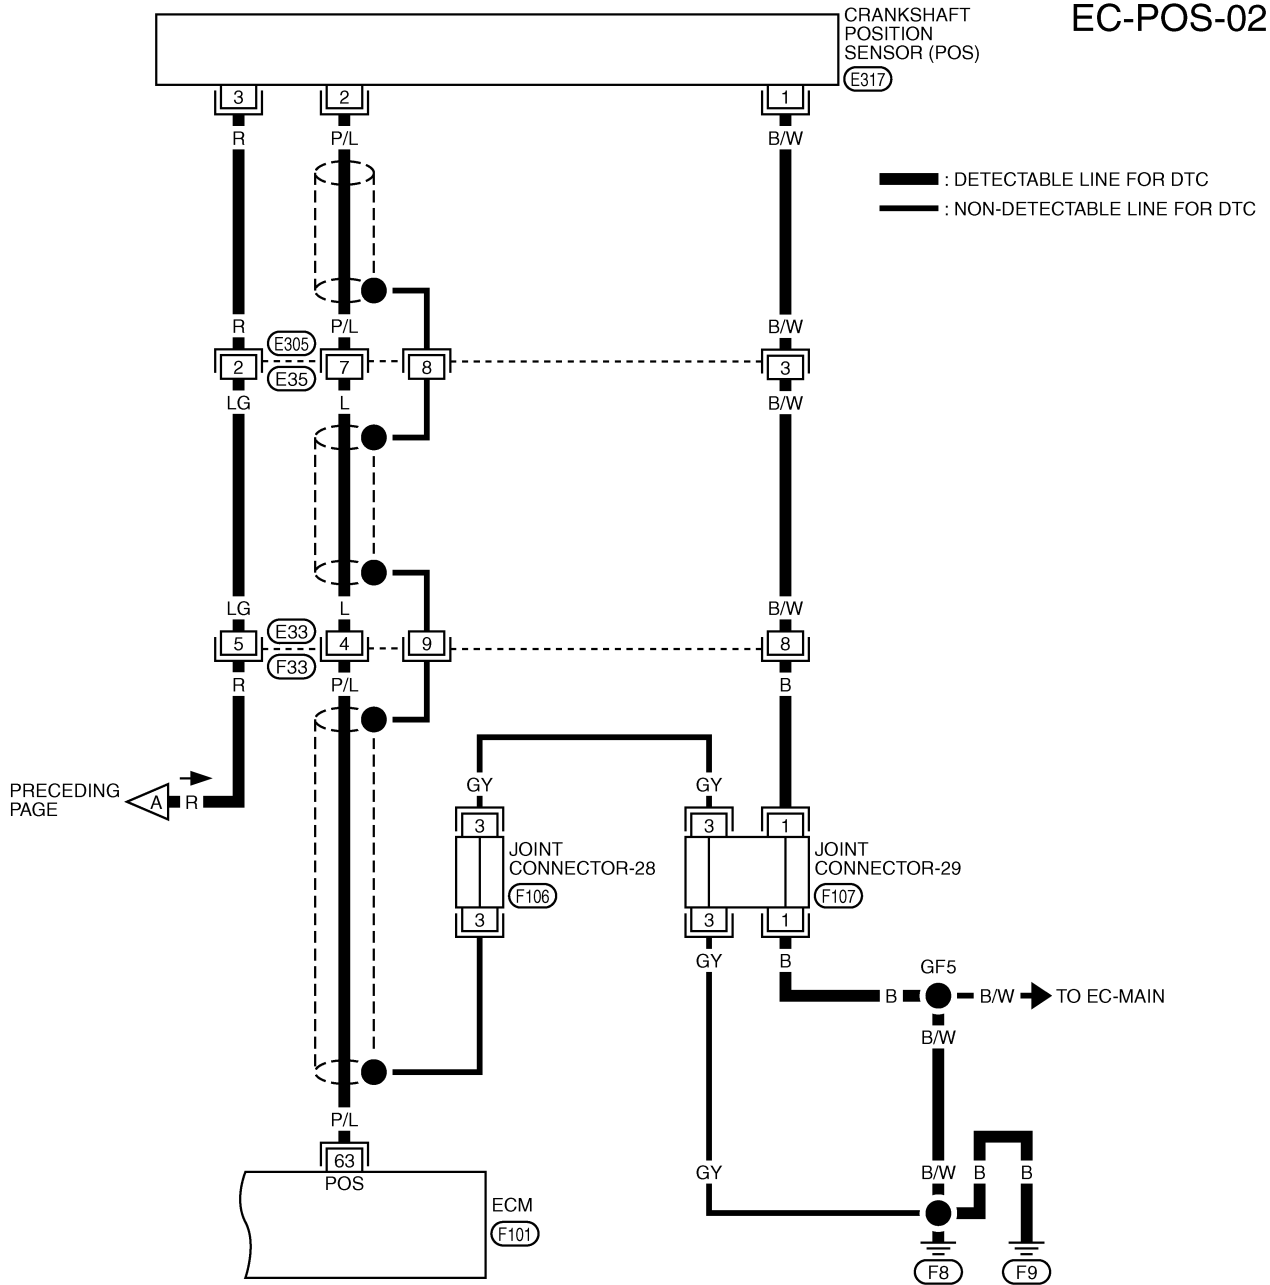 EC-POS-02
CRANKSHAFT
POSITION
SENSOR (POS)
E317
3 2 1
R P/L B/W
: DETECTABLE LINE FOR DTC
: NON-DETECTABLE LINE FOR DTC
R P/L B/W
E305
2 7 8 3
E35
LG L B/W
LG L B/W
E33
5 4 9 8
F33
R P/L B
PRECEDING
PAGE
A R
GY GY
3 3 1
JOINT
CONNECTOR-28
F106
JOINT
CONNECTOR-29
F107
3 3 1
GY B
GF5
B B/W TO EC-MAIN
B/W
P/L
63
POS
GY B/W B B
ECM
F101
F8 F9